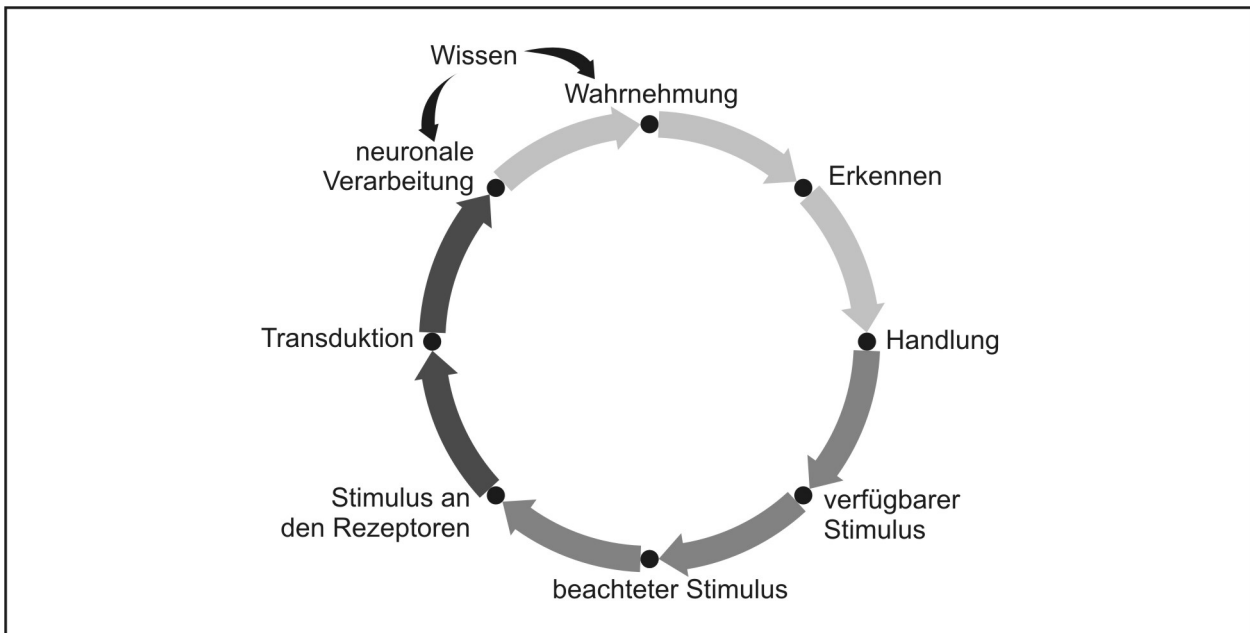 Wissen
Wahrnehmung
neuronale
Verarbeitung
Erkennen
Transduktion
Handlung
Stimulus an
den Rezeptoren
verfügbarer
Stimulus
beachteter Stimulus